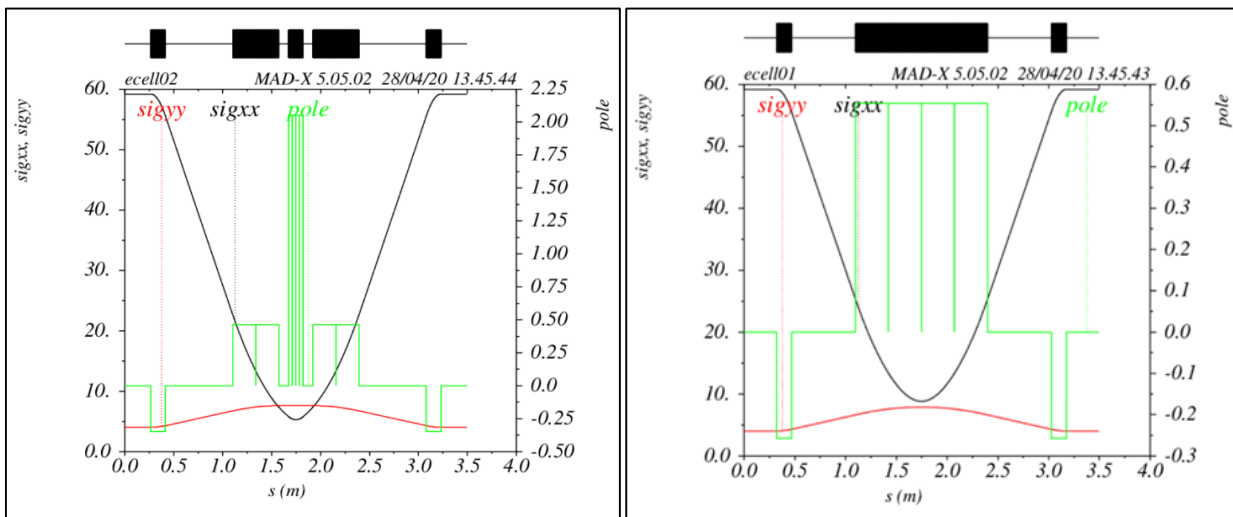 ecell02 MAD-X 5.05.02 28/04/20 13.45.44
60. 2.25
sigyy sigxx pole
2.00
50. 1.75
1.50
40. 1.25
30. 1.00
0.75
20. 0.50
0.25
10. 0.0
-0.25
0.0 -0.50
0.0 0.5 1.0 1.5 2.0 2.5 3.0 3.5 4.0
s (m)
sigxx, sigyy
pole
ecell01 MAD-X 5.05.02 28/04/20 13.45.43
60. 0.6
sigyy sigxx pole
50. 0.5
0.4
40. 0.3
30. 0.2
0.1
20. 0.0
10. -0.1
-0.2
0.0 -0.3
0.0 0.5 1.0 1.5 2.0 2.5 3.0 3.5 4.0
s (m)
sigxx, sigyy
pole